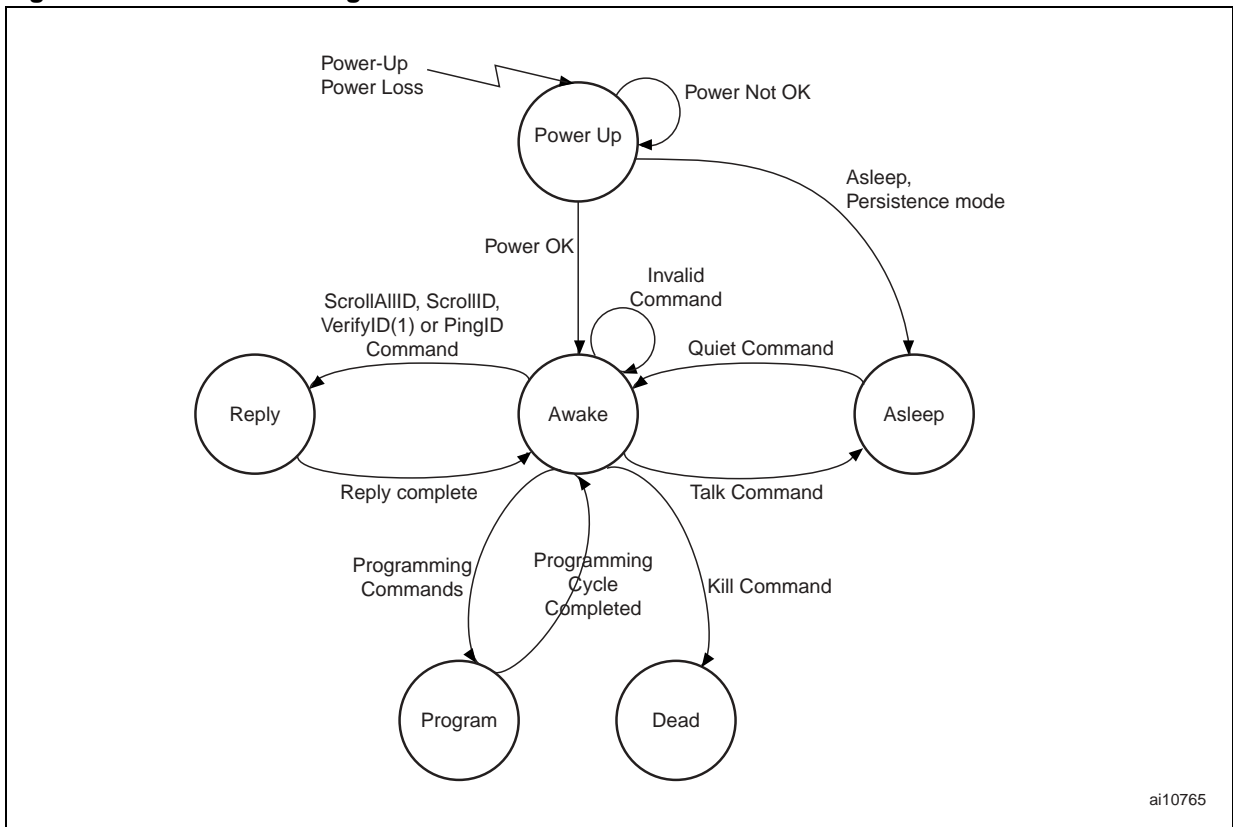 Power-Up
Power Loss
Power Not OK
Power Up
Asleep,
Persistence mode
Power OK
Invalid
Command
ScrollAllID, ScrollID,
VerifyID(1) or PingID
Command
Quiet Command
Reply
Awake
Asleep
Reply complete
Talk Command
Programming
Commands
Programming
Cycle
Completed
Kill Command
Program
Dead
ai10765